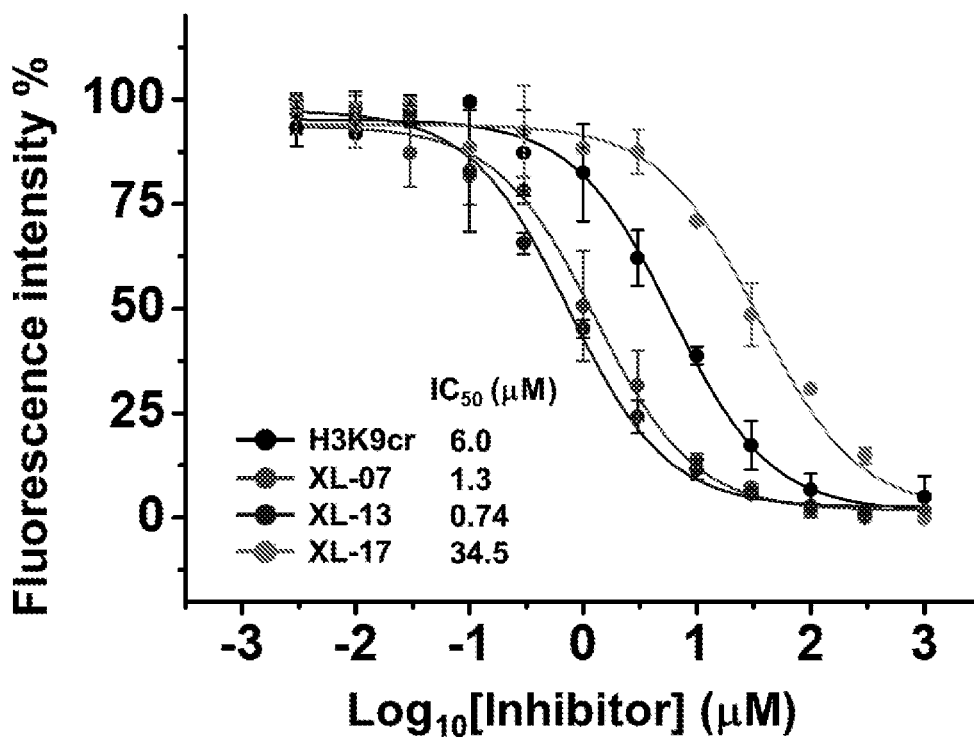 Fluorescence intensity %
100
75
50
25
0
IC50 (μM)
H3K9cr 6.0
XL-07 1.3
XL-13 0.74
XL-17 34.5
-3 -2 -1 0 1 2 3
Log10[Inhibitor] (μM)